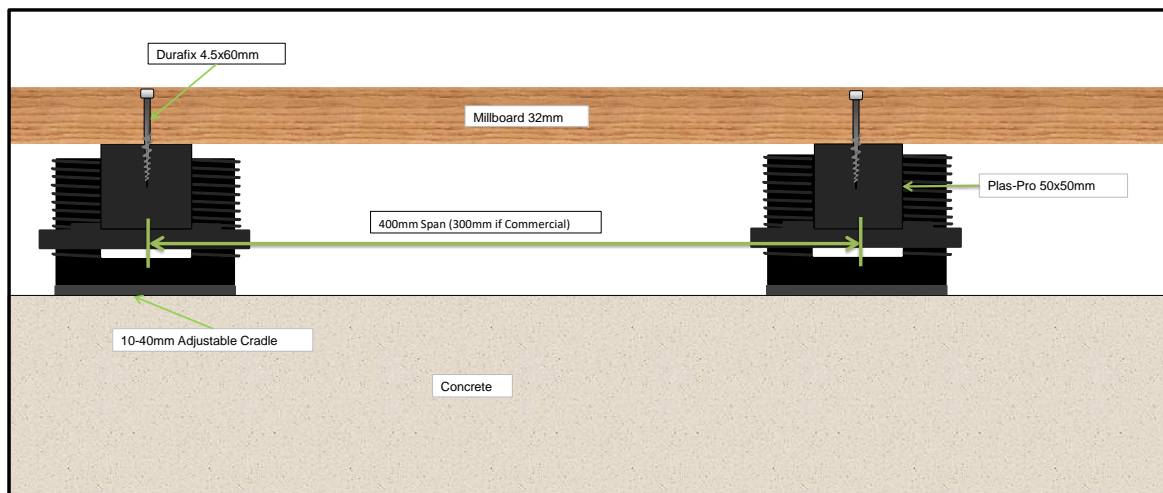 Durafix 4.5x60mm
Millboard 32mm
Plas-Pro 50x50mm
400mm Span (300mm if Commercial)
10-40mm Adjustable Cradle
Concrete